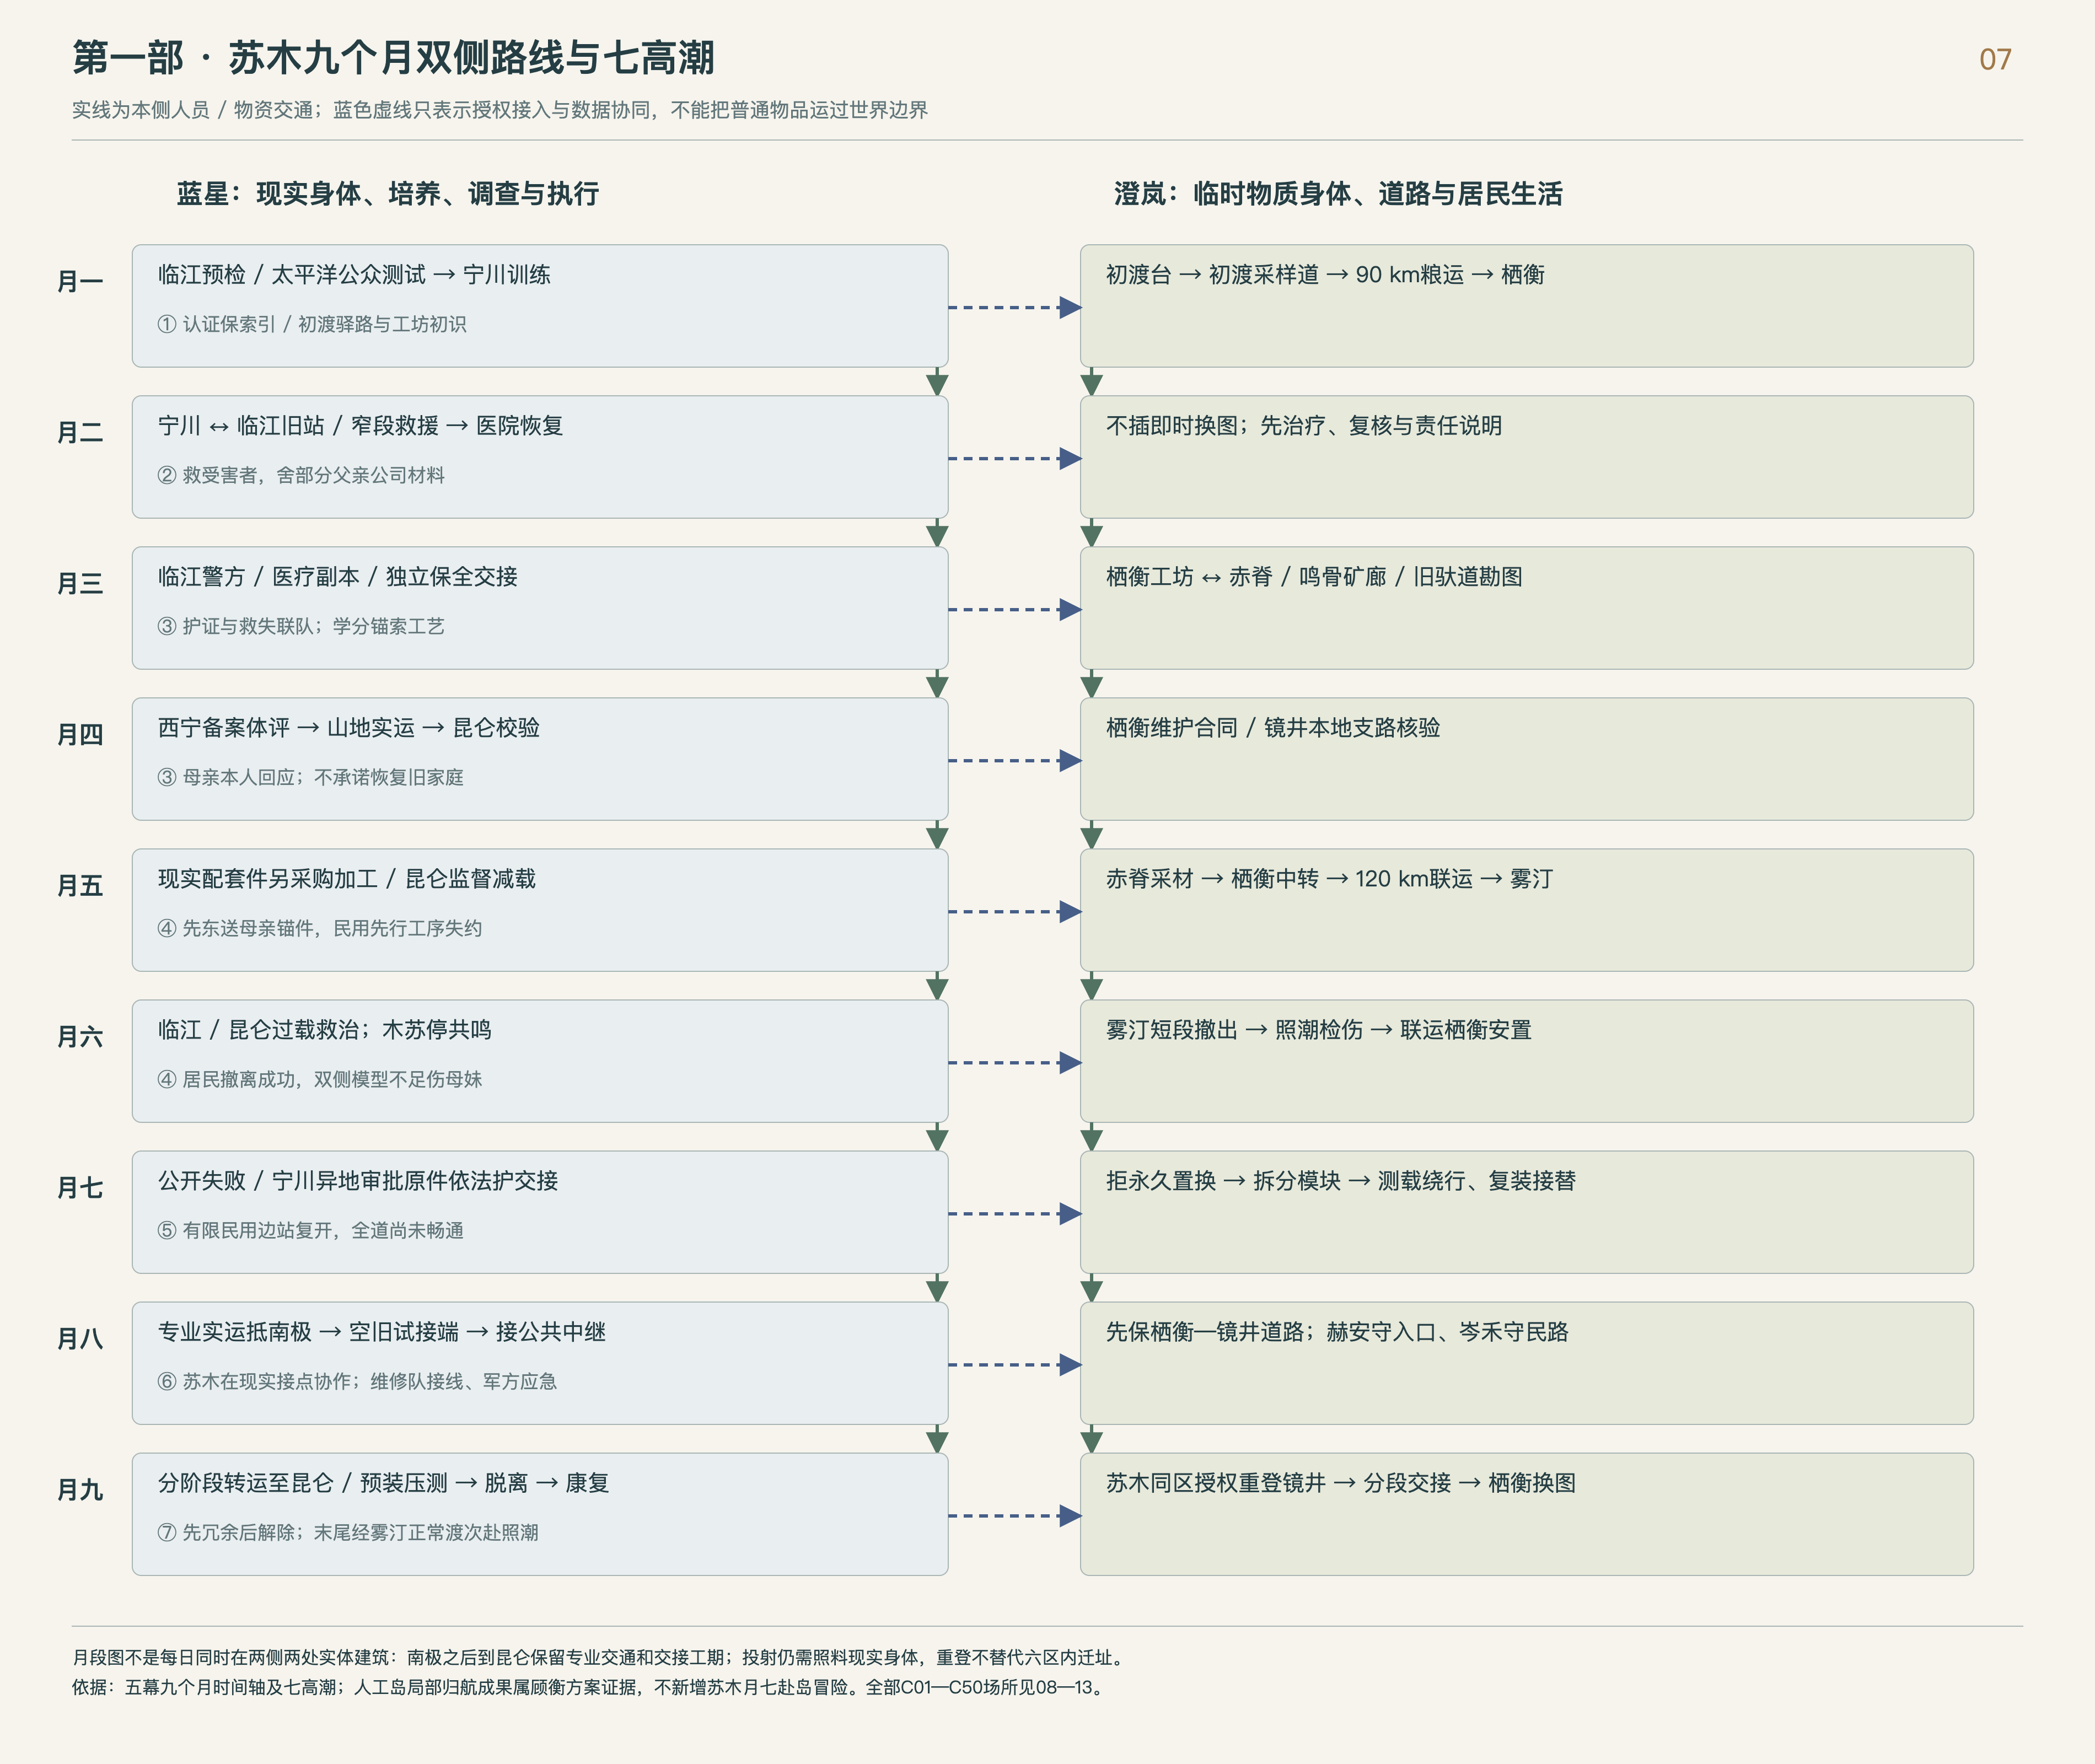 第一部 · 苏木九个月双侧路线与七高潮
07
实线为本侧人员 / 物资交通；蓝色虚线只表示授权接入与数据协同，不能把普通物品运过世界边界
蓝星：现实身体、培养、调查与执行
澄岚：临时物质身体、道路与居民生活
月一
临江预检 / 太平洋公众测试 → 宁川训练
① 认证保索引 / 初渡驿路与工坊初识
初渡台 → 初渡采样道 → 90 km粮运 → 栖衡
月二
宁川 ↔ 临江旧站 / 窄段救援 → 医院恢复
② 救受害者，舍部分父亲公司材料
不插即时换图；先治疗、复核与责任说明
月三
临江警方 / 医疗副本 / 独立保全交接
③ 护证与救失联队；学分锚索工艺
栖衡工坊 ↔ 赤脊 / 鸣骨矿廊 / 旧驮道勘图
月四
西宁备案体评 → 山地实运 → 昆仑校验
③ 母亲本人回应；不承诺恢复旧家庭
栖衡维护合同 / 镜井本地支路核验
月五
现实配套件另采购加工 / 昆仑监督减载
④ 先东送母亲锚件，民用先行工序失约
赤脊采材 → 栖衡中转 → 120 km联运 → 雾汀
月六
临江 / 昆仑过载救治；木苏停共鸣
④ 居民撤离成功，双侧模型不足伤母妹
雾汀短段撤出 → 照潮检伤 → 联运栖衡安置
月七
公开失败 / 宁川异地审批原件依法护交接
⑤ 有限民用边站复开，全道尚未畅通
拒永久置换 → 拆分模块 → 测载绕行、复装接替
月八
专业实运抵南极 → 空旧试接端 → 接公共中继
⑥ 苏木在现实接点协作；维修队接线、军方应急
先保栖衡—镜井道路；赫安守入口、岑禾守民路
月九
分阶段转运至昆仑 / 预装压测 → 脱离 → 康复
⑦ 先冗余后解除；末尾经雾汀正常渡次赴照潮
苏木同区授权重登镜井 → 分段交接 → 栖衡换图
月段图不是每日同时在两侧两处实体建筑：南极之后到昆仑保留专业交通和交接工期；投射仍需照料现实身体，重登不替代六区内迁址。
依据：五幕九个月时间轴及七高潮；人工岛局部归航成果属顾衡方案证据，不新增苏木月七赴岛冒险。全部C01—C50场所见08—13。